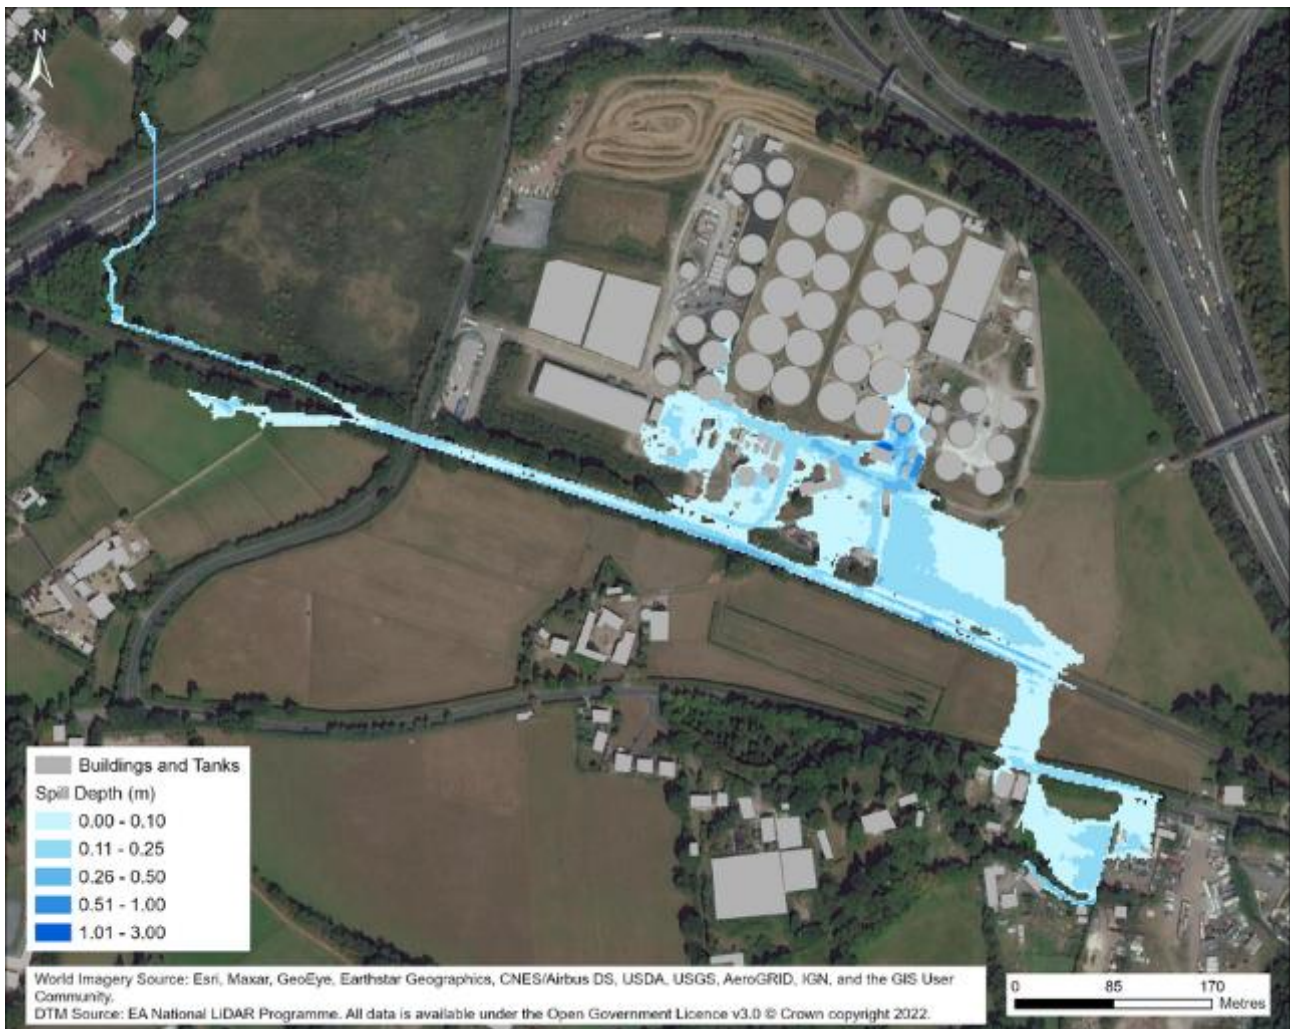 N
Buildings and Tanks
Spill Depth (m)
0.00 - 0.10
0.11 - 0.25
0.26 - 0.50
0.51 - 1.00
1.01 - 3.00
World Imagery Source: Esri, Maxar, GeoEye, Earthstar Geographics, CNES/Airbus DS, USDA, USGS, AeroGRID, IGN, and the GIS User
Community.
DTM Source: EA National LiDAR Programme. All data is available under the Open Government Licence v3.0 © Crown copyright 2022.
0 85 170
Metres